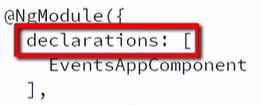 @NgModule({
declarations: [
EventsAppComponent
],